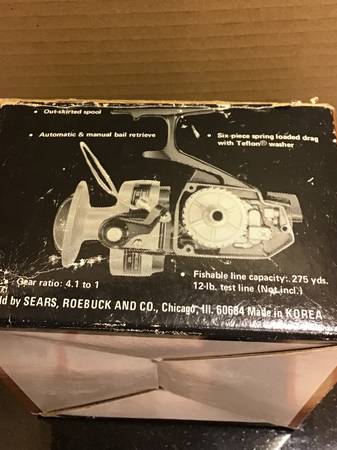 • Out-skirted spool
• Automatic & manual bail retrieve
• Six-piece spring loaded drag
with Teflon® washer
Gear ratio: 4.1 to 1
• Fishable line capacity: 275 yds.
12-lb. test line (Not incl.)
ld by SEARS, ROEBUCK AND CO., Chicago, Ill. 60684 Made in KOREA